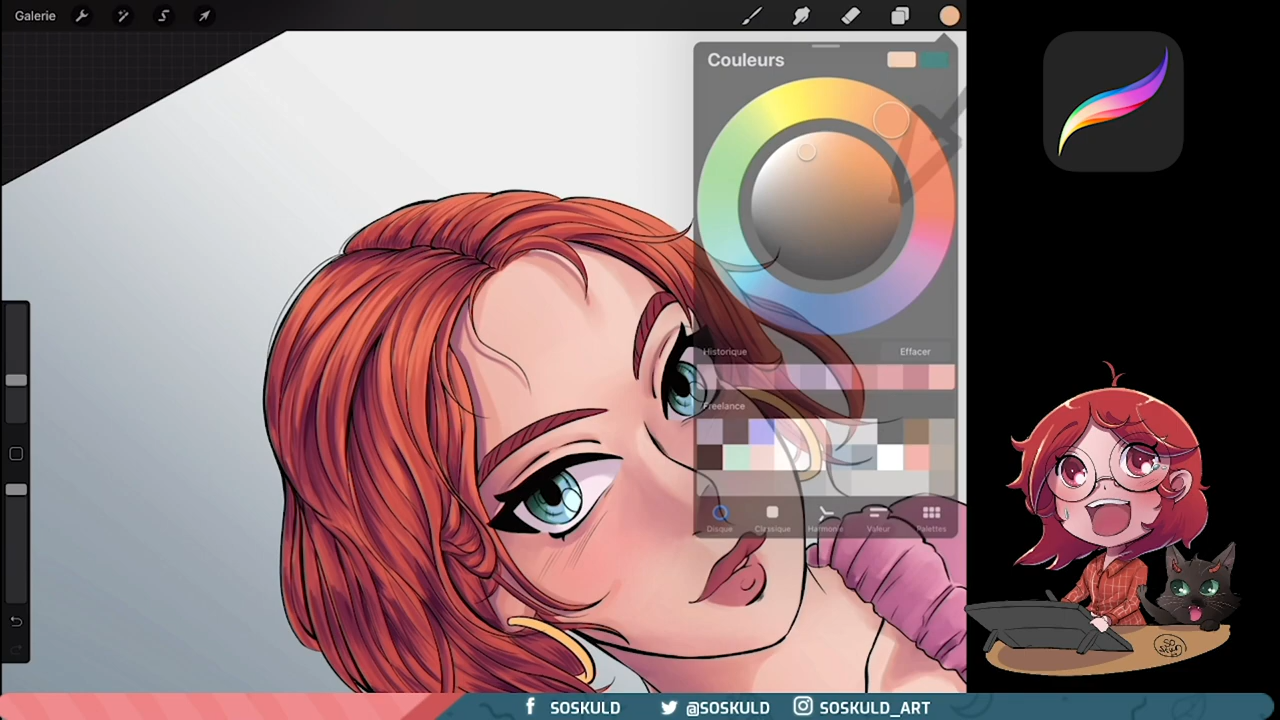 Galerie
Couleurs
Historique Effacer
Freelance
Disque Classique Harmonie Valeur Palettes
SOSKULD @SOSKULD SOSKULD_ART